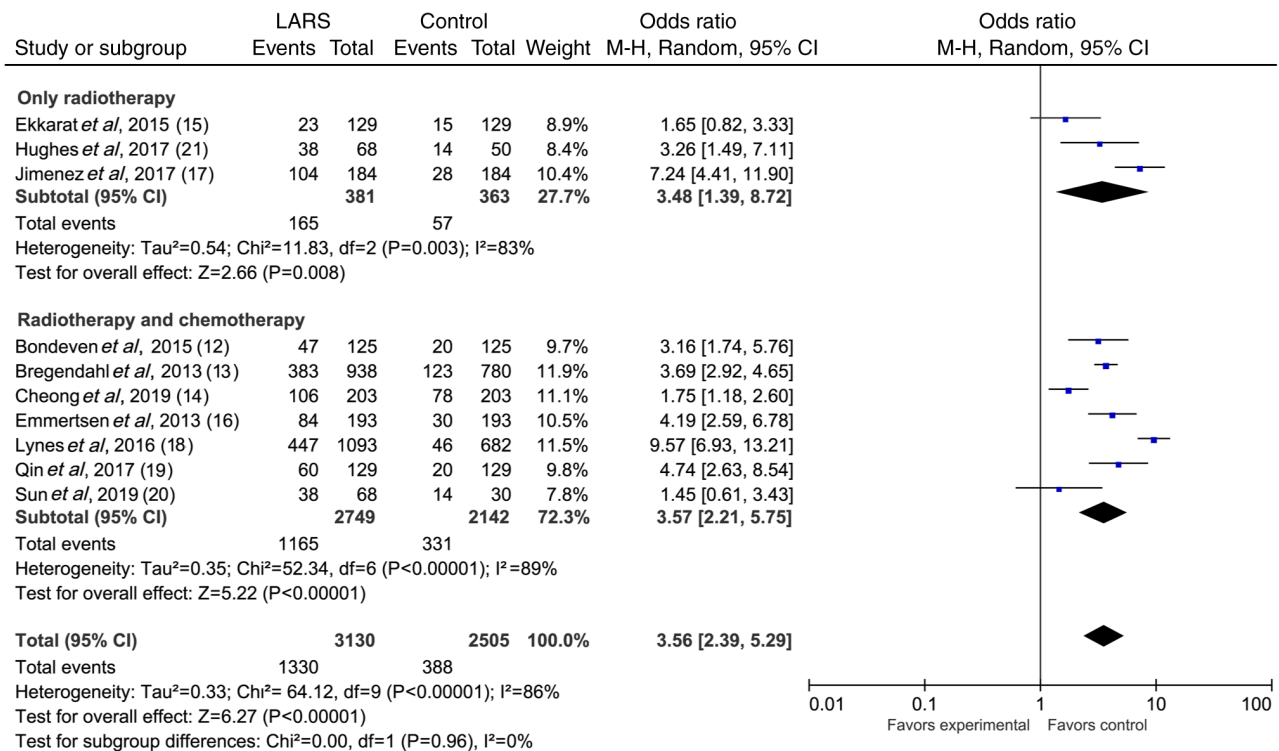 LARS Control Odds ratio Odds ratio
Study or subgroup Events Total Events Total Weight M-H, Random, 95% CI M-H, Random, 95% CI
Only radiotherapy
Ekkarat et al, 2015 (15) 23 129 15 129 8.9% 1.65 [0.82, 3.33]
Hughes et al, 2017 (21) 38 68 14 50 8.4% 3.26 [1.49, 7.11]
Jimenez et al, 2017 (17) 104 184 28 184 10.4% 7.24 [4.41, 11.90]
Subtotal (95% CI) 381 363 27.7% 3.48 [1.39, 8.72]
Total events 165 57
Heterogeneity: Tau²=0.54; Chi²=11.83, df=2 (P=0.003); I²=83%
Test for overall effect: Z=2.66 (P=0.008)
Radiotherapy and chemotherapy
Bondeven et al, 2015 (12) 47 125 20 125 9.7% 3.16 [1.74, 5.76]
Bregendahl et al, 2013 (13) 383 938 123 780 11.9% 3.69 [2.92, 4.65]
Cheong et al, 2019 (14) 106 203 78 203 11.1% 1.75 [1.18, 2.60]
Emmertsen et al, 2013 (16) 84 193 30 193 10.5% 4.19 [2.59, 6.78]
Lynes et al, 2016 (18) 447 1093 46 682 11.5% 9.57 [6.93, 13.21]
Qin et al, 2017 (19) 60 129 20 129 9.8% 4.74 [2.63, 8.54]
Sun et al, 2019 (20) 38 68 14 30 7.8% 1.45 [0.61, 3.43]
Subtotal (95% CI) 2749 2142 72.3% 3.57 [2.21, 5.75]
Total events 1165 331
Heterogeneity: Tau²=0.35; Chi²=52.34, df=6 (P<0.00001); I²=89%
Test for overall effect: Z=5.22 (P<0.00001)
Total (95% CI) 3130 2505 100.0% 3.56 [2.39, 5.29]
Total events 1330 388
Heterogeneity: Tau²=0.33; Chi²= 64.12, df=9 (P<0.00001); I²=86%
Test for overall effect: Z=6.27 (P<0.00001)
Test for subgroup differences: Chi²=0.00, df=1 (P=0.96), I²=0%
0.01 0.1 1 10 100
Favors experimental Favors control